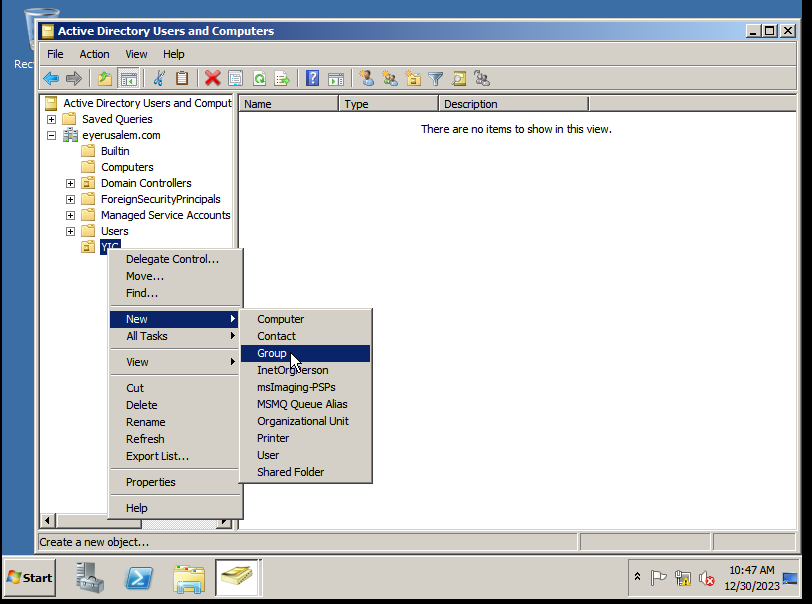 Active Directory Users and Computers
File Action View Help
Active Directory Users and Comput
Saved Queries
eyerusalem.com
Builtin
Computers
Domain Controllers
ForeignSecurityPrincipals
Managed Service Accounts
Users
YIC
Name Type Description
There are no items to show in this view.
Delegate Control...
Move...
Find...
New
All Tasks
View
Cut
Delete
Rename
Refresh
Export List...
Properties
Help
Computer
Contact
Group
InetOrgPerson
msImaging-PSPs
MSMQ Queue Alias
Organizational Unit
Printer
User
Shared Folder
Create a new object...
Start
10:47 AM
12/30/2023